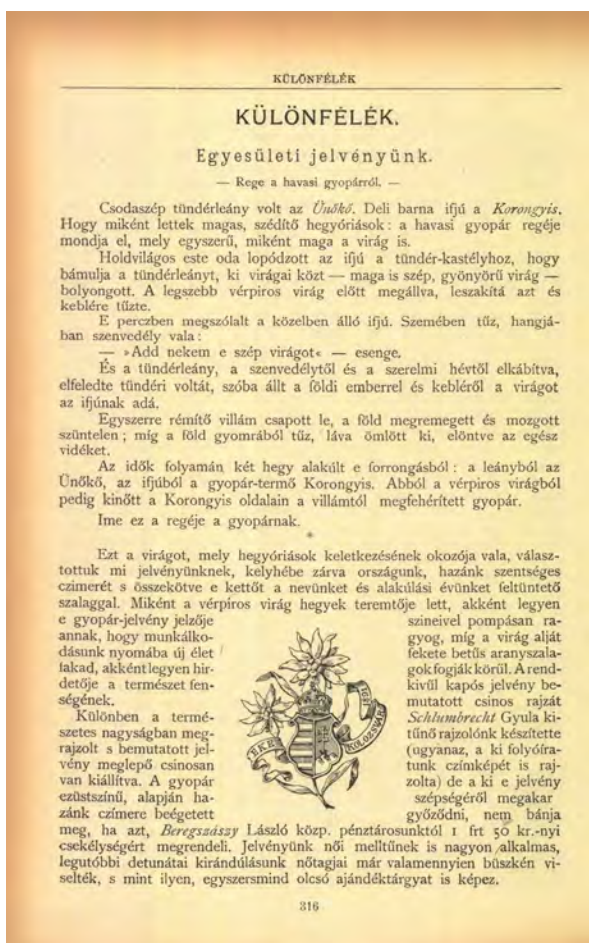 KÜLÖNFÉLÉK
KÜLÖNFÉLÉK.
Egyesületi jelvényünk.
— Rege a havasi gyopárról. —
Csodaszép tündérleány volt az Ünőkő. Deli barna ifjú a Korongyis.
Hogy miként lettek magas, szédítő hegyóriások: a havasi gyopár regéje
mondja el, mely egyszerű, miként maga a virág is.
Holdvilágos este oda lopódzott az ifjú a tündér-kastélyhoz, hogy
bámulja a tündérleányt, ki virágai közt — maga is szép, gyönyörű virág —
bolyongott. A legszebb vérpiros virág előtt megállva, leszakítá azt és
keblére tűzte.
E perczben megszólalt a közelben álló ifjú. Szemében tűz, hangjá-
ban szenvedély vala:
— »Add nekem e szép virágot« — esenge.
És a tündérleány, a szenvedélytől és a szerelmi hévtől elkábítva,
elfeledte tündéri voltát, szóba állt a földi emberrel és kebléről a virágot
az ifjúnak adá.
Egyszerre rémítő villám csapott le, a föld megremegett és mozgott
szüntelen; míg a föld gyomrából tűz, láva ömlött ki, elöntve az egész
vidéket.
Az idők folyamán két hegy alakúlt e forrongásból: a leányból az
Ünőkő, az ifjúból a gyopár-termő Korongyis. Abból a vérpiros virágból
pedig kinőtt a Korongyis oldalain a villámtól megfehérített gyopár.
Ime ez a regéje a gyopárnak.
*
Ezt a virágot, mely hegyóriások keletkezésének okozója vala, válasz-
tottuk mi jelvényünknek, kelyhébe zárva országunk, hazánk szentséges
czimerét s összekötve e kettőt a nevünket és alakúlási évünket feltüntető
szalaggal. Miként a vérpiros virág hegyek teremtője lett, akként legyen
e gyopár-jelvény jelzője
annak, hogy munkálko-
dásunk nyomába új élet
fakad, akként legyen hir-
detője a természet fen-
ségének.
Különben a termé-
szetes nagyságban meg-
rajzolt s bemutatott jel-
vény meglepő csinosan
van kiállítva. A gyopár
ezüstszínű, alapján ha-
zánk czímere beégetett
EKE
KOLOZSVÁR
szineivel pompásan ra-
gyog, míg a virág alját
fekete betűs aranyszala-
gok fogják körül. A rend-
kivűl kapós jelvény be-
mutatott csinos rajzát
Schlumbrecht Gyula ki-
tűnő rajzolónk készítette
(ugyanaz, a ki folyóira-
tunk czímképét is raj-
zolta) de a ki e jelvény
szépségéről megakar
győződni, nem bánja
meg, ha azt, Beregszászy László közp. pénztárosunktól 1 frt 50 kr.-nyi
csekélységért megrendeli. Jelvényünk női melltűnek is nagyon alkalmas,
legutóbbi detunátai kirándúlásunk nőtagjai már valamennyien büszkén vi-
selték, s mint ilyen, egyszersmind olcsó ajándéktárgyat is képez.
316